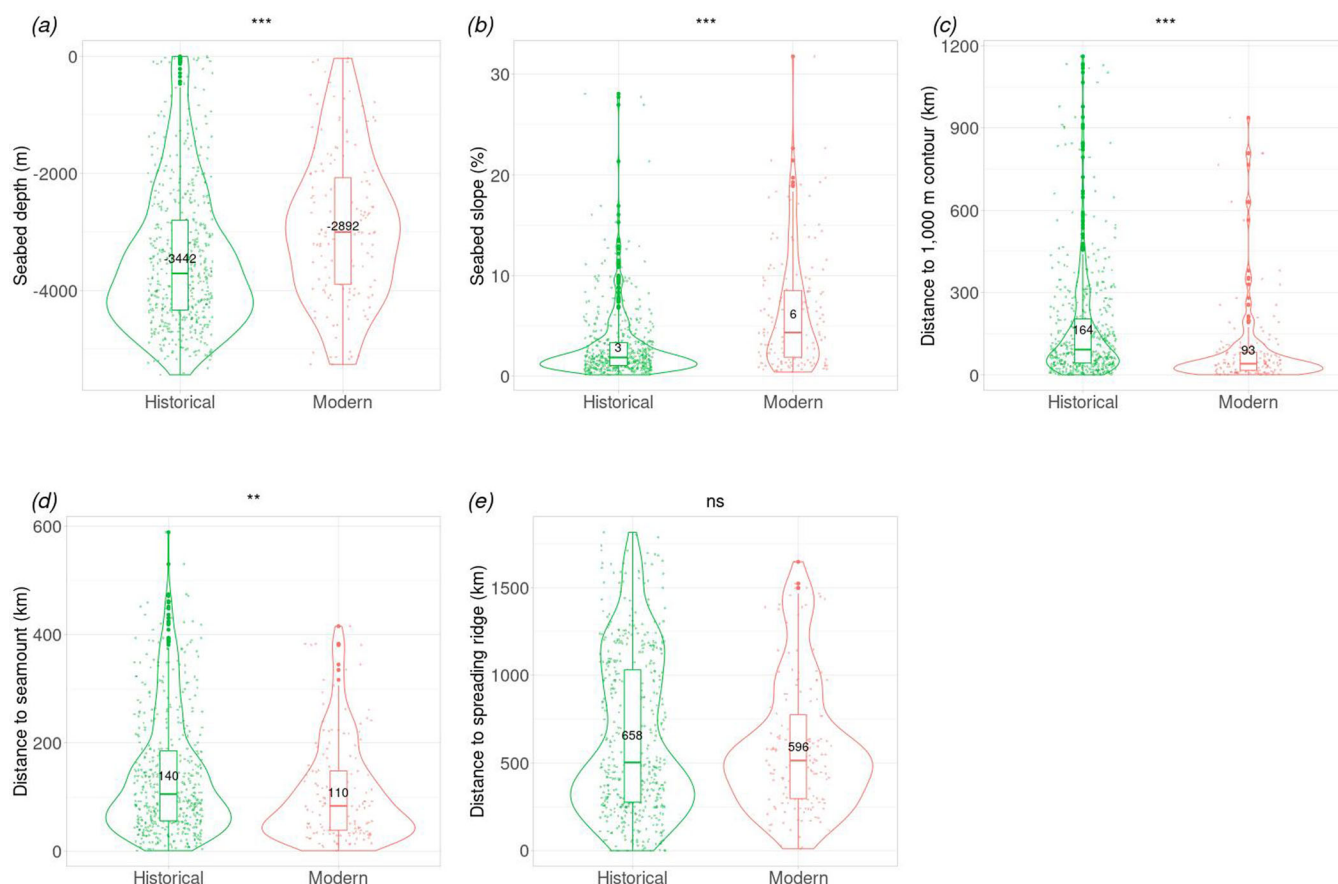 (a)
***
Seabed depth (m)
0
-2000
-4000
-3442
-2892
Historical
Modern
(b)
***
Seabed slope (%)
30
20
10
0
3
6
Historical
Modern
(c)
***
Distance to 1,000 m contour (km)
1200
900
600
300
0
164
93
Historical
Modern
(d)
**
Distance to seamount (km)
600
400
200
0
140
110
Historical
Modern
(e)
ns
Distance to spreading ridge (km)
1500
1000
500
0
658
596
Historical
Modern